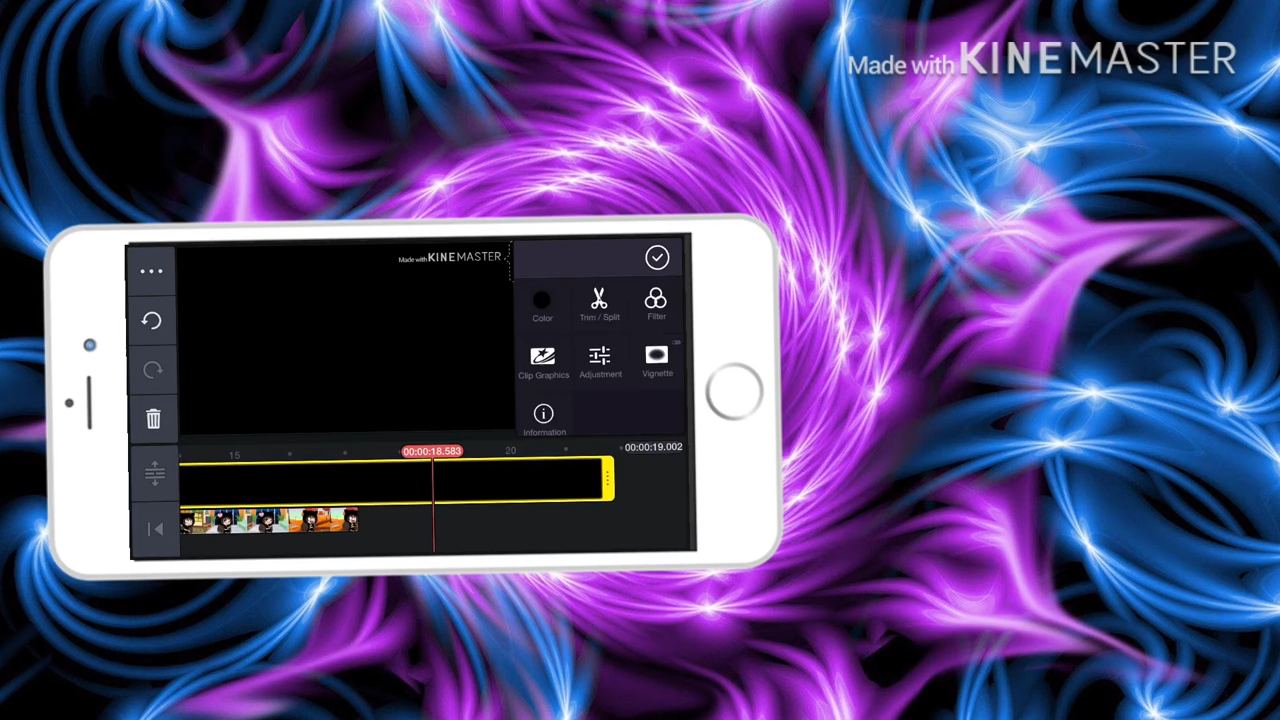 Made with KINEMASTER
Made with KINEMASTER
Color
Trim / Split
Filter
Clip Graphics
Adjustment
Vignette
Information
15
00:00:18.583
20
00:00:19.002